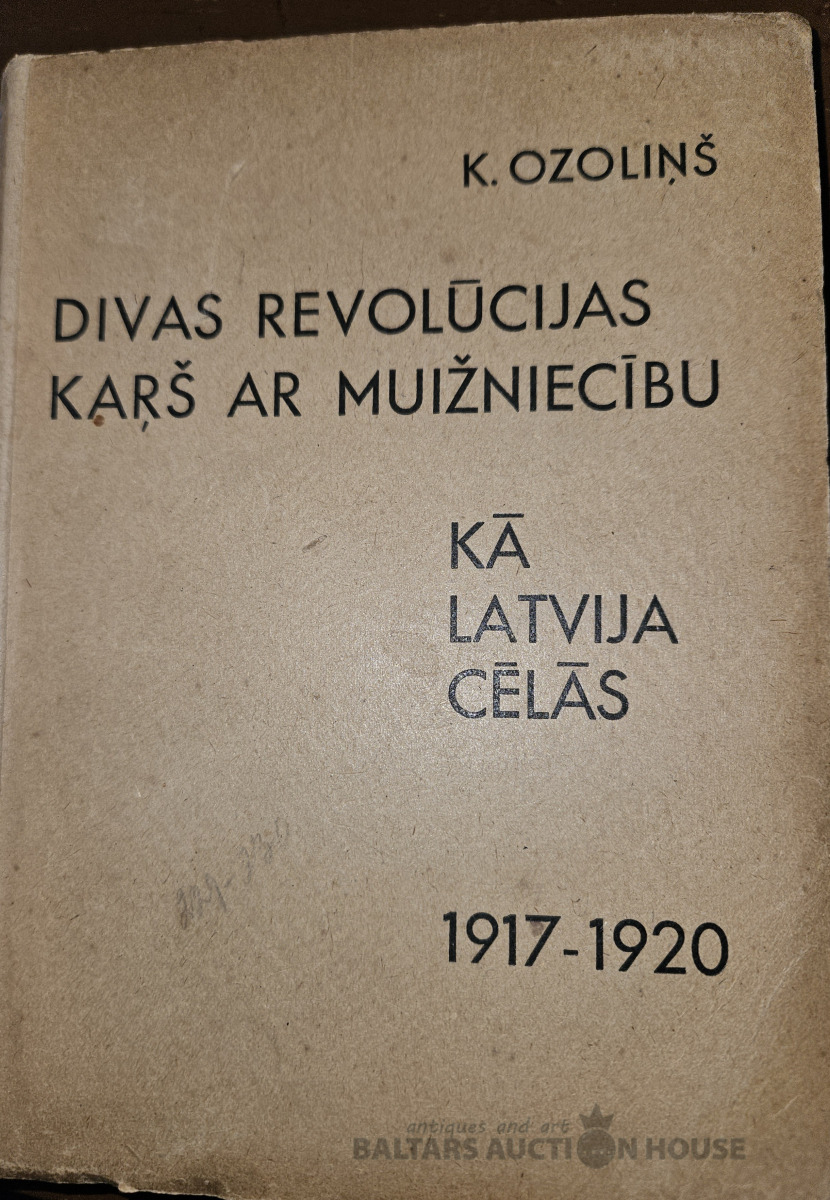 K. OZOLIŅŠ
DIVAS REVOLŪCIJAS
KAŖŠ AR MUIŽNIECĪBU
KĀ
LATVIJA
CĒLĀS
1917-1920
antiques and art
BALTARS AUCTION HOUSE